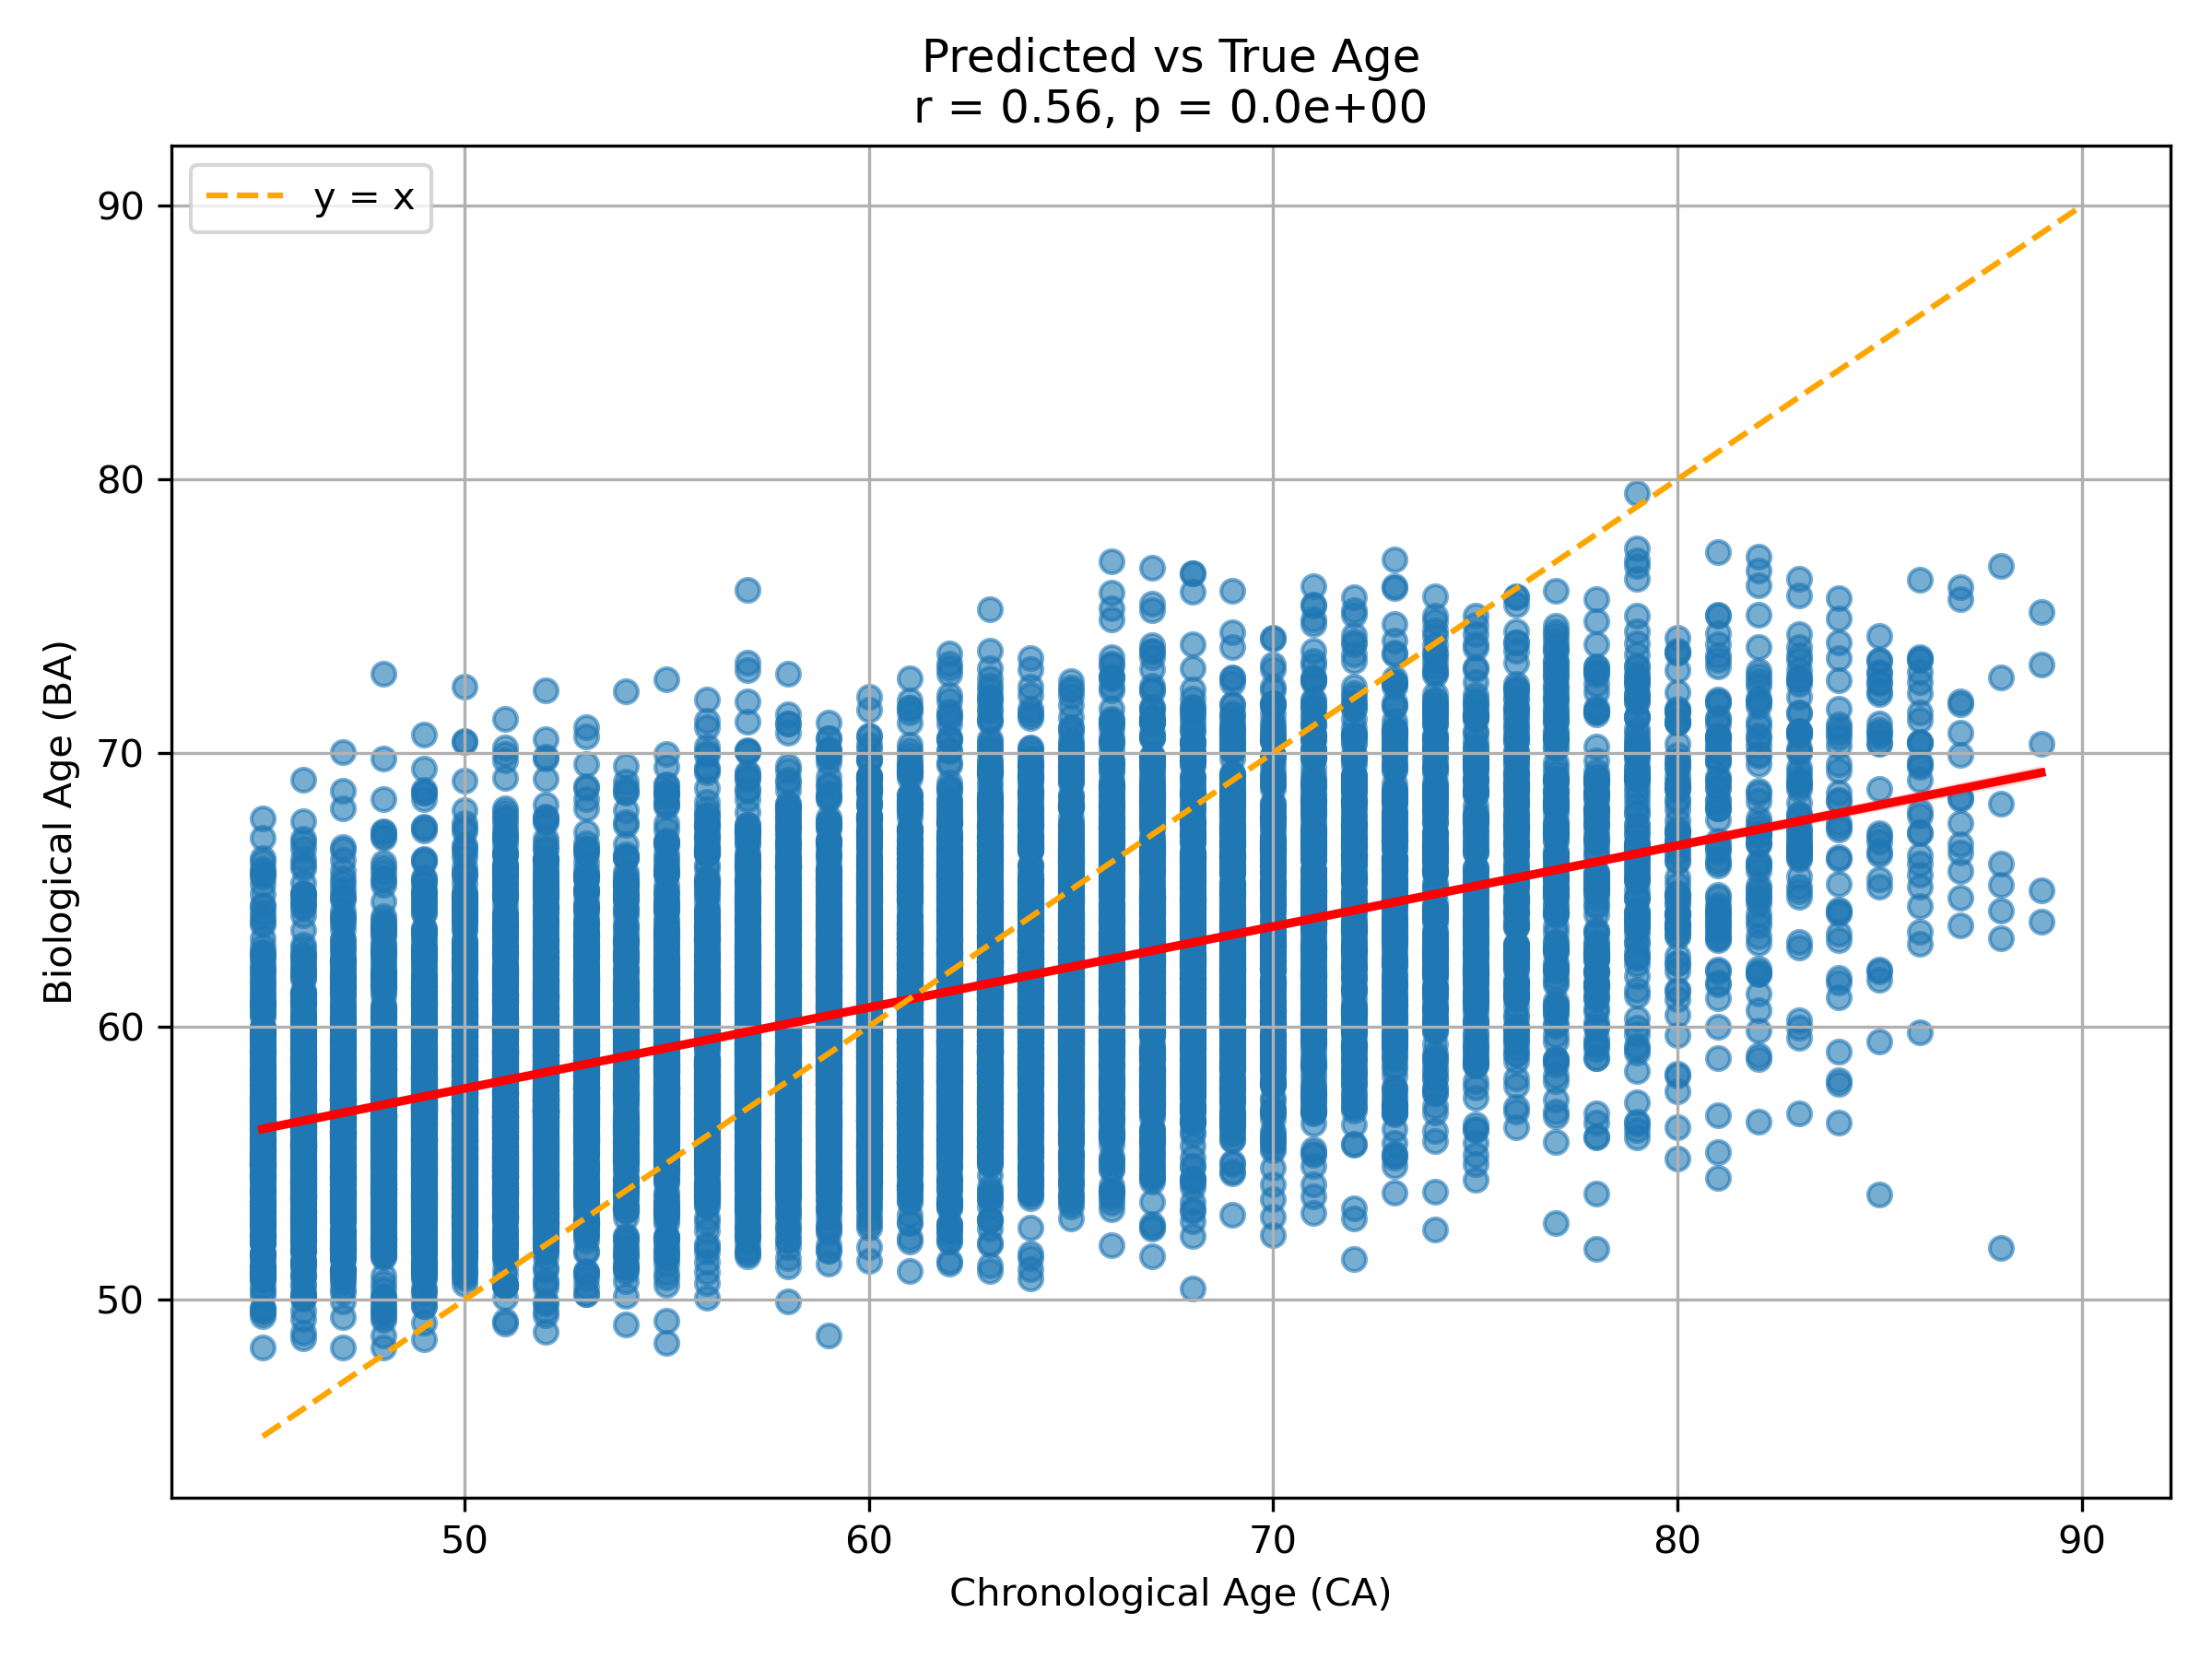 Predicted vs True Age
r = 0.56, p = 0.0e+00
y = x
90
80
70
60
50
Biological Age (BA)
50 60 70 80 90
Chronological Age (CA)